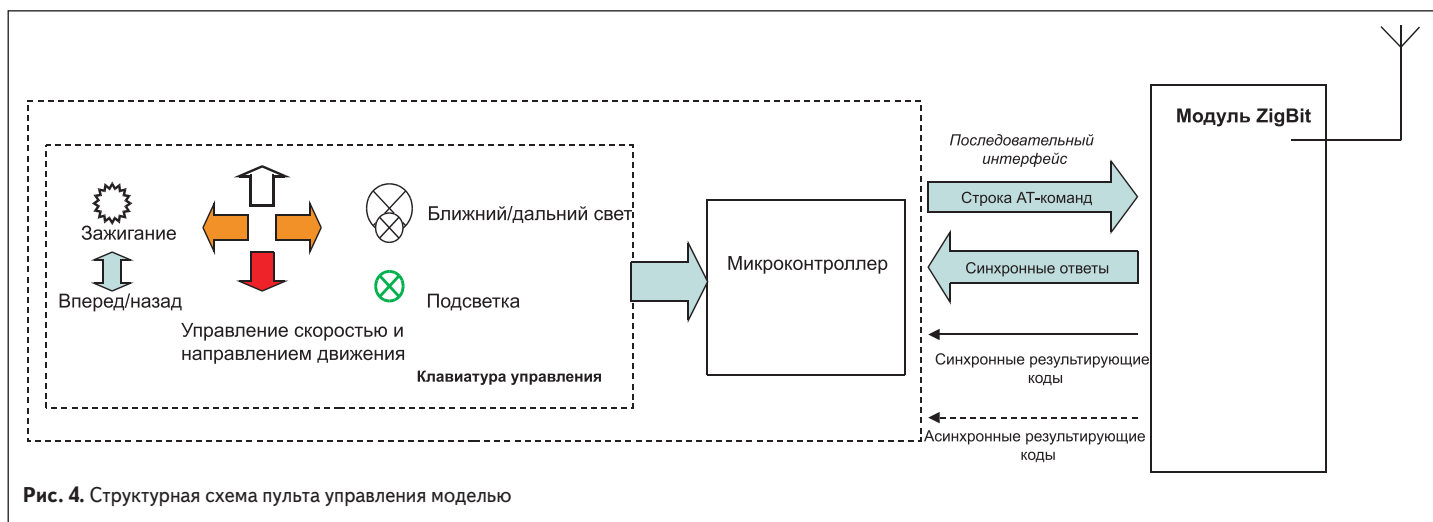 Модуль ZigBit
Последовательный
интерфейс
Строка АТ-команд
Ближний/дальний свет
Зажигание
Микроконтроллер
Синхронные ответы
Вперед/назад
Подсветка
Управление скоростью и
направлением движения
Синхронные результирующие
коды
Клавиатура управления
Асинхронные результирующие
коды
Рис. 4. Структурная схема пульта управления моделью